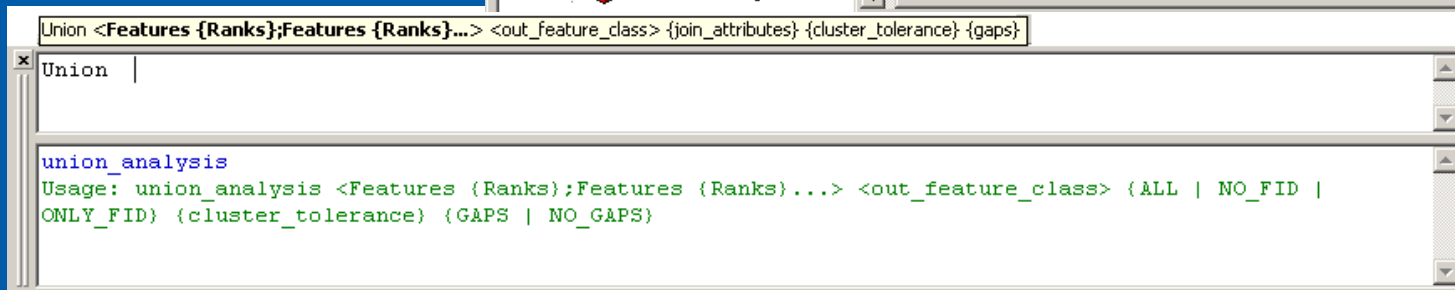 Union <Features {Ranks};Features {Ranks}...> <out_feature_class> {join_attributes} {cluster_tolerance} {gaps}
Union
union_analysis
Usage: union_analysis <Features {Ranks};Features {Ranks}...> <out_feature_class> {ALL | NO_FID |
ONLY_FID} {cluster_tolerance} {GAPS | NO_GAPS}